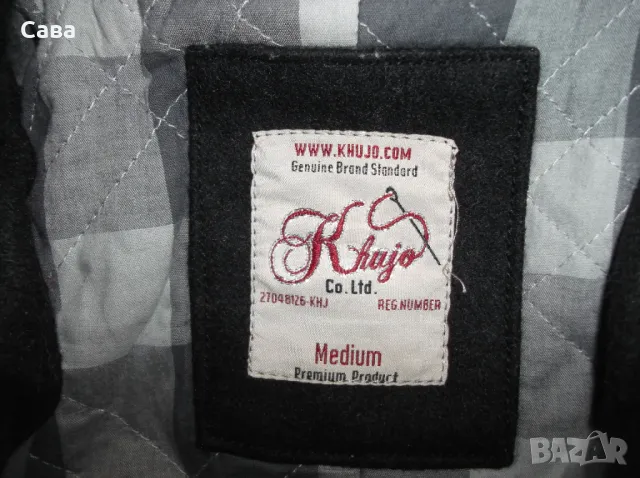 Сава
WWW.KHUJO.COM
Genuine Brand Standard
Khujo
Co. Ltd.
27048126-KHJ REG.NUMBER
Medium
Premium Product
BAZAR